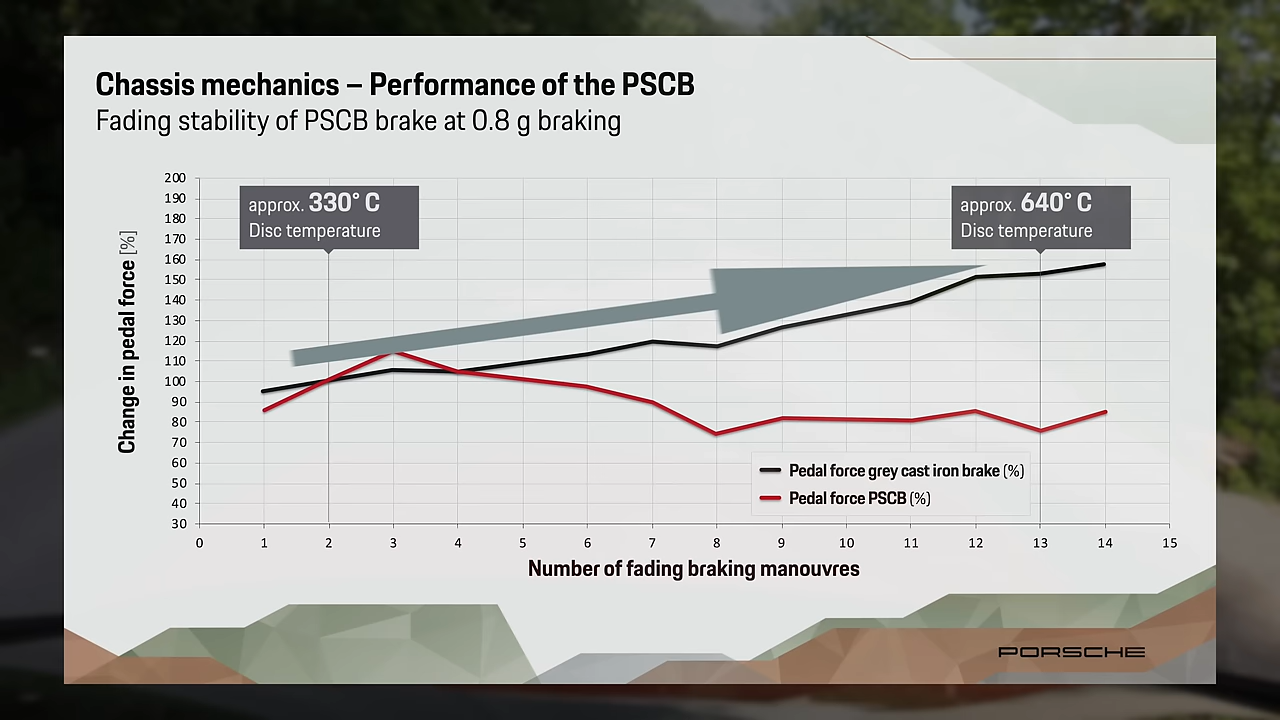 Chassis mechanics – Performance of the PSCB
Fading stability of PSCB brake at 0.8 g braking
Change in pedal force [%]
200
190
180
170
160
150
140
130
120
110
100
90
80
70
60
50
40
30
approx. 330° C
Disc temperature
approx. 640° C
Disc temperature
Pedal force grey cast iron brake (%)
Pedal force PSCB (%)
0 1 2 3 4 5 6 7 8 9 10 11 12 13 14 15
Number of fading braking manouvres
PORSCHE